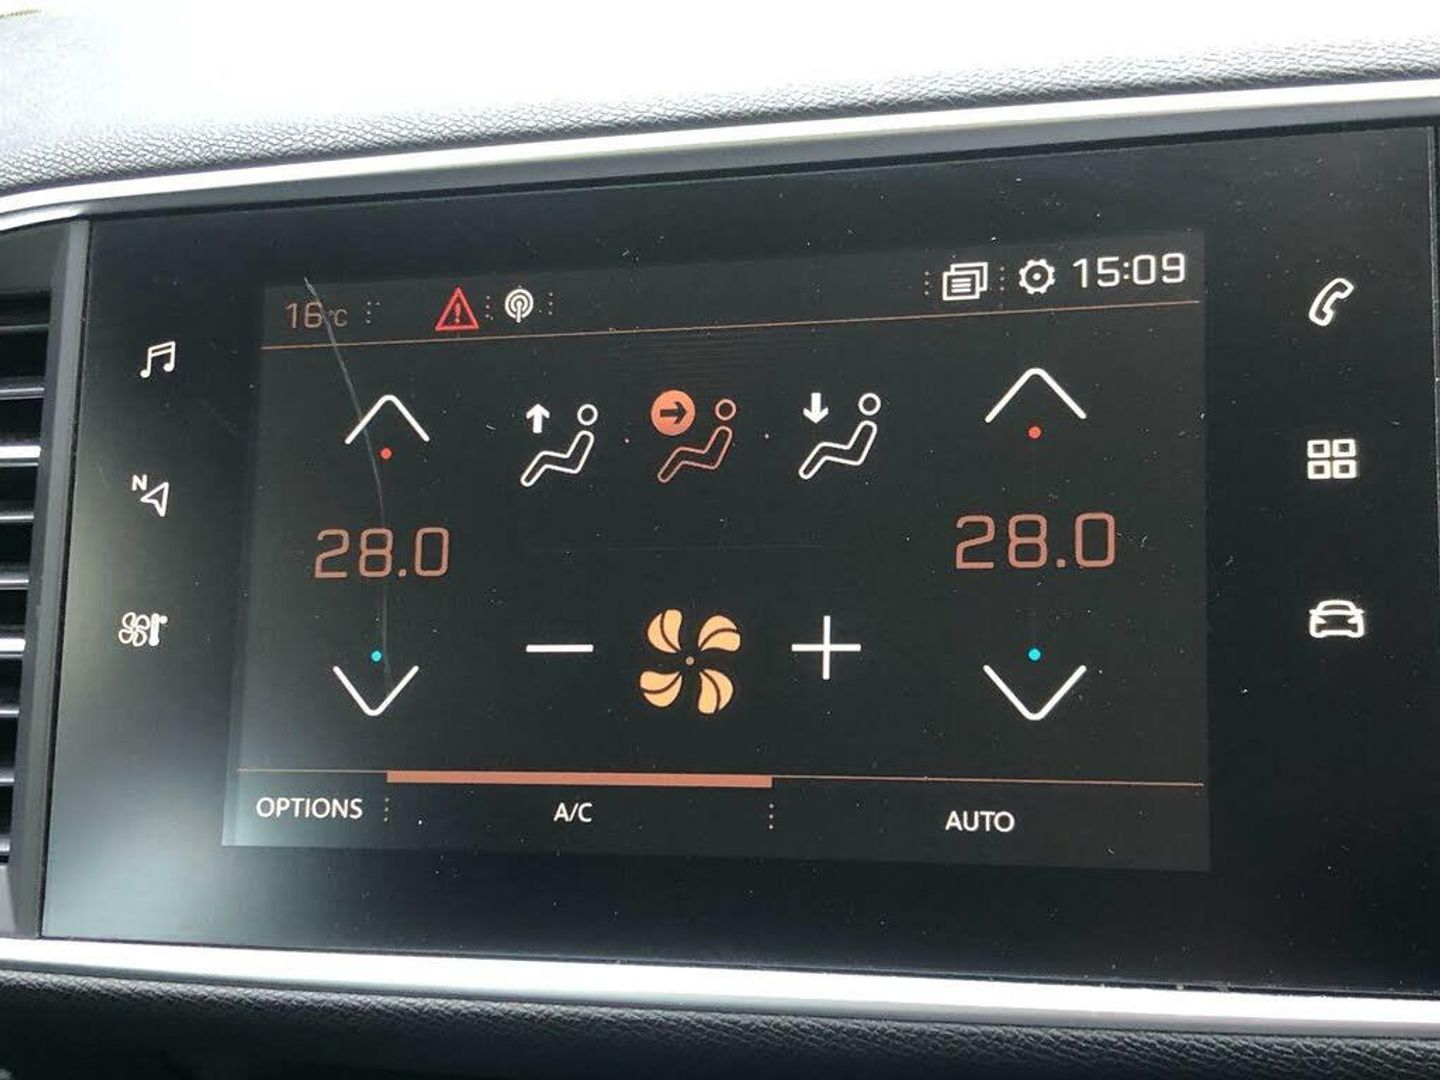 16°C 15:09
N
28.0 28.0
OPTIONS A/C AUTO